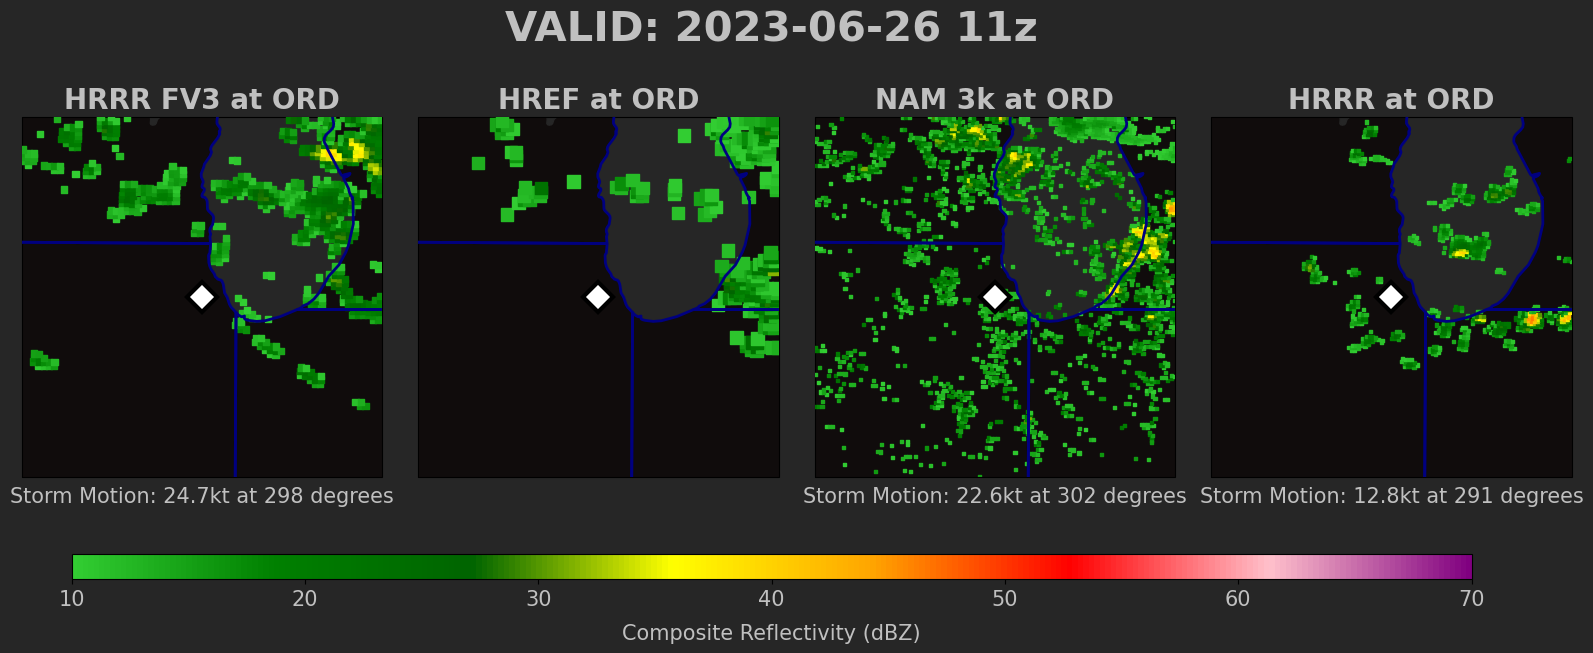 VALID: 2023-06-26 11z
HRRR FV3 at ORD
HREF at ORD
NAM 3k at ORD
HRRR at ORD
Storm Motion: 24.7kt at 298 degrees
Storm Motion: 22.6kt at 302 degrees
Storm Motion: 12.8kt at 291 degrees
10 20 30 40 50 60 70
Composite Reflectivity (dBZ)